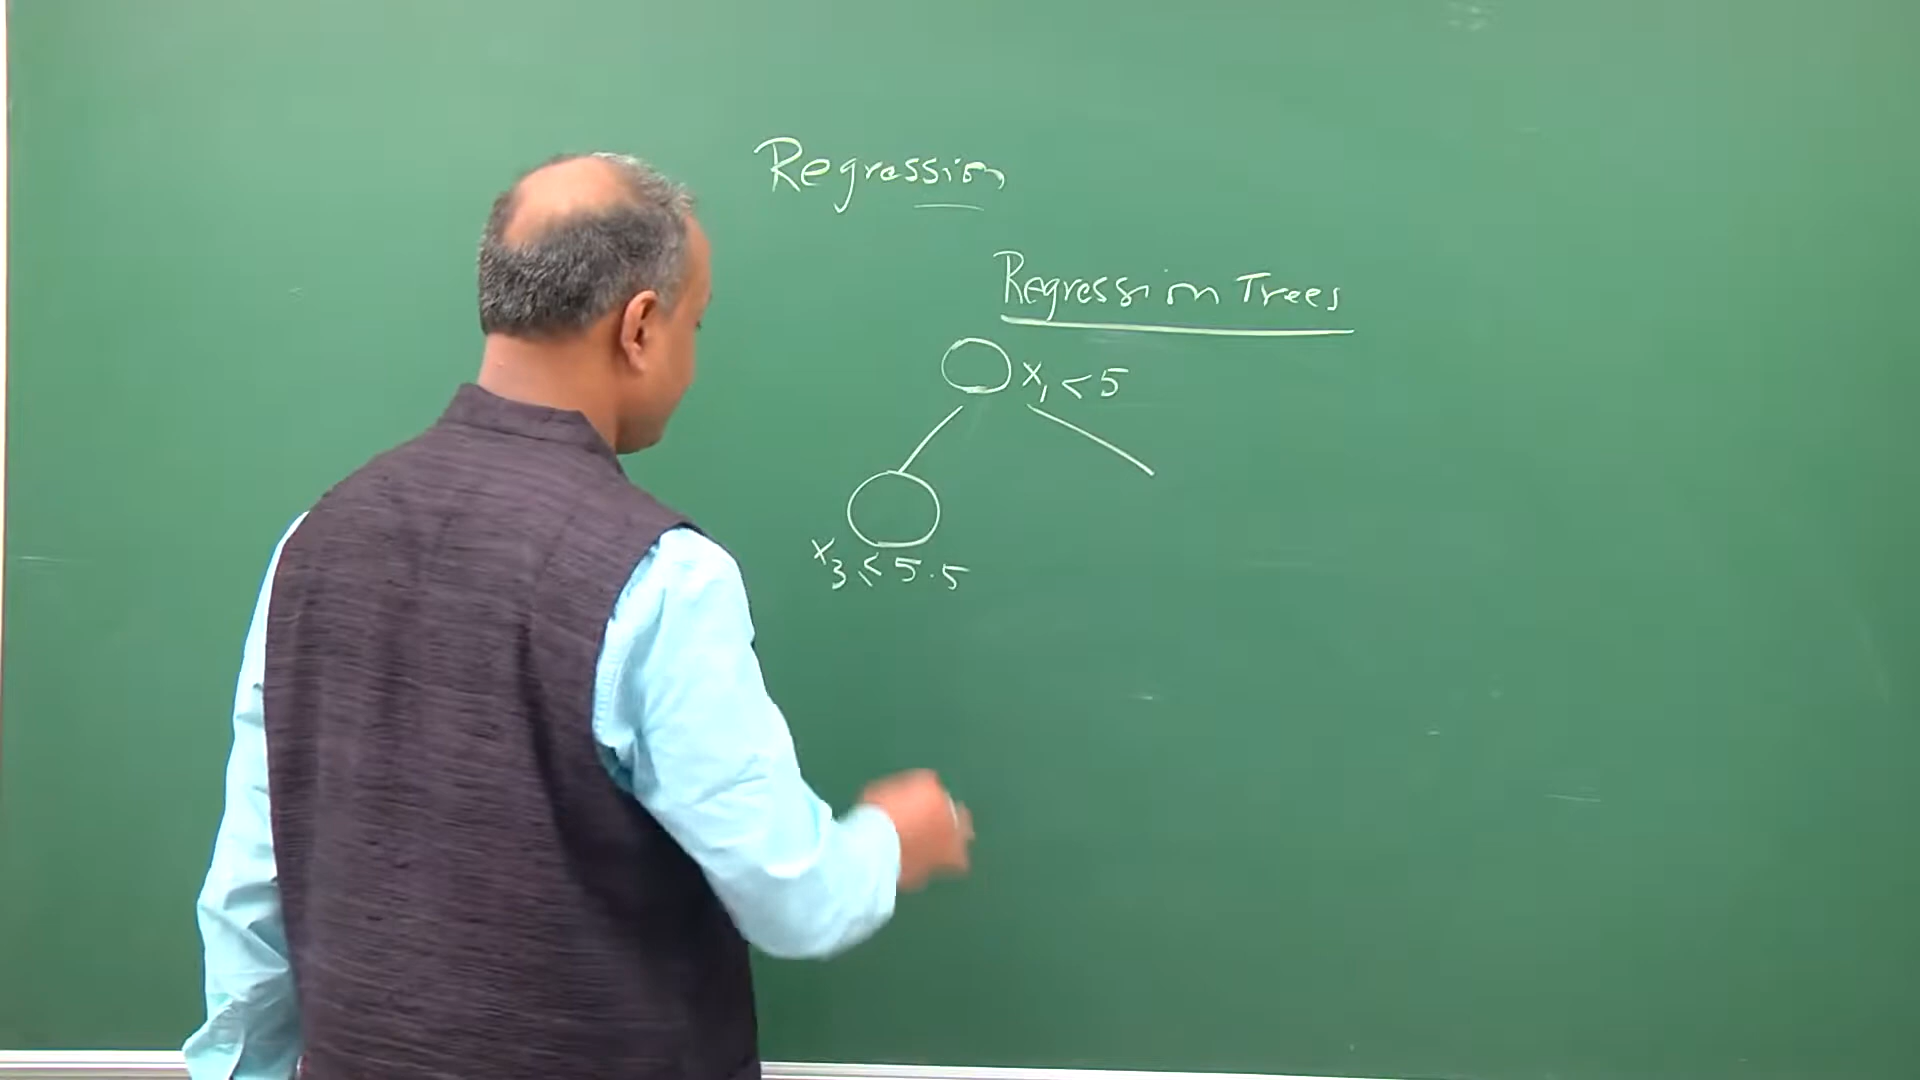 Regression
Regression Trees
x₁ < 5
x₃ < 5.5